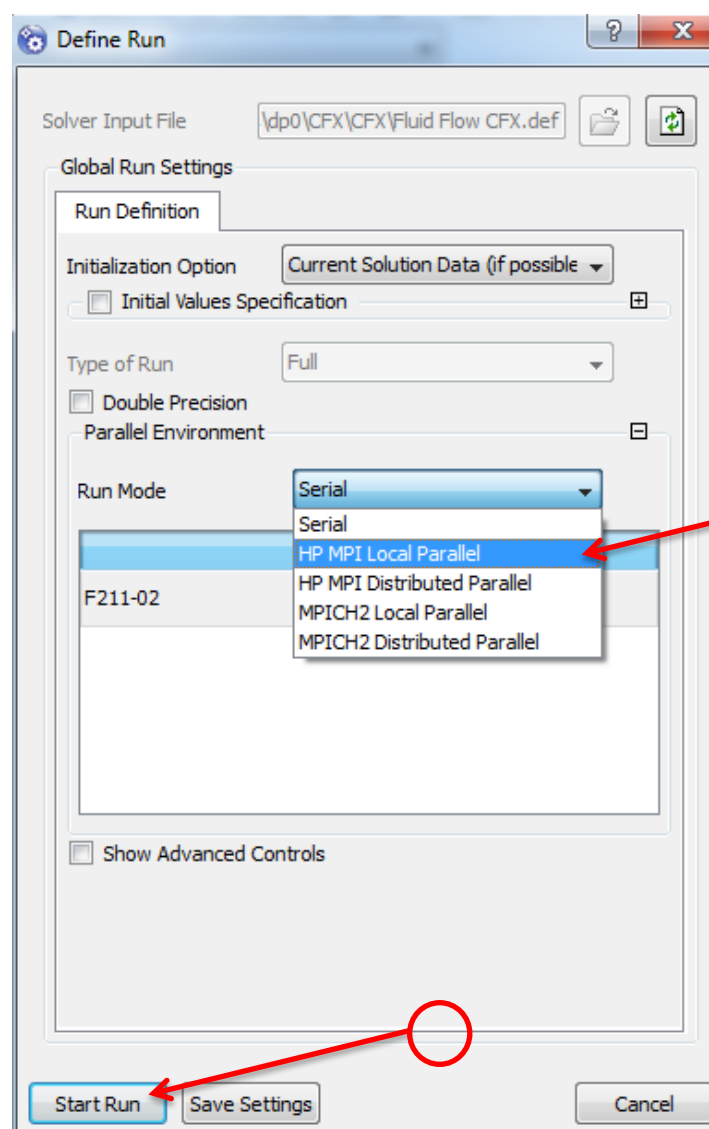 Define Run
Solver Input File \dp0\CFX\CFX\Fluid Flow CFX.def
Global Run Settings
Run Definition
Initialization Option Current Solution Data (if possible
Initial Values Specification
Type of Run Full
Double Precision
Parallel Environment
Run Mode Serial
Serial
HP MPI Local Parallel
HP MPI Distributed Parallel
F211-02
MPICH2 Local Parallel
MPICH2 Distributed Parallel
Show Advanced Controls
Start Run Save Settings Cancel